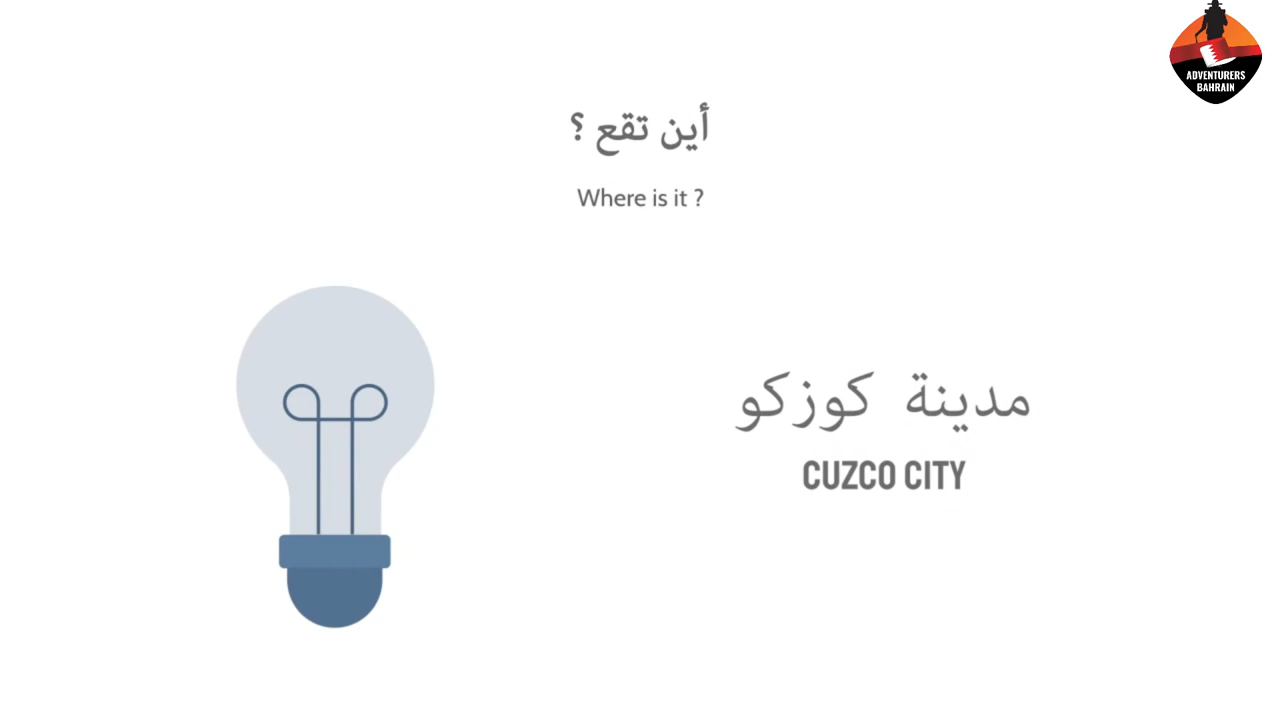 ADVENTURERS
BAHRAIN
أين تقع ؟
Where is it ?
مدينة كوزكو
CUZCO CITY